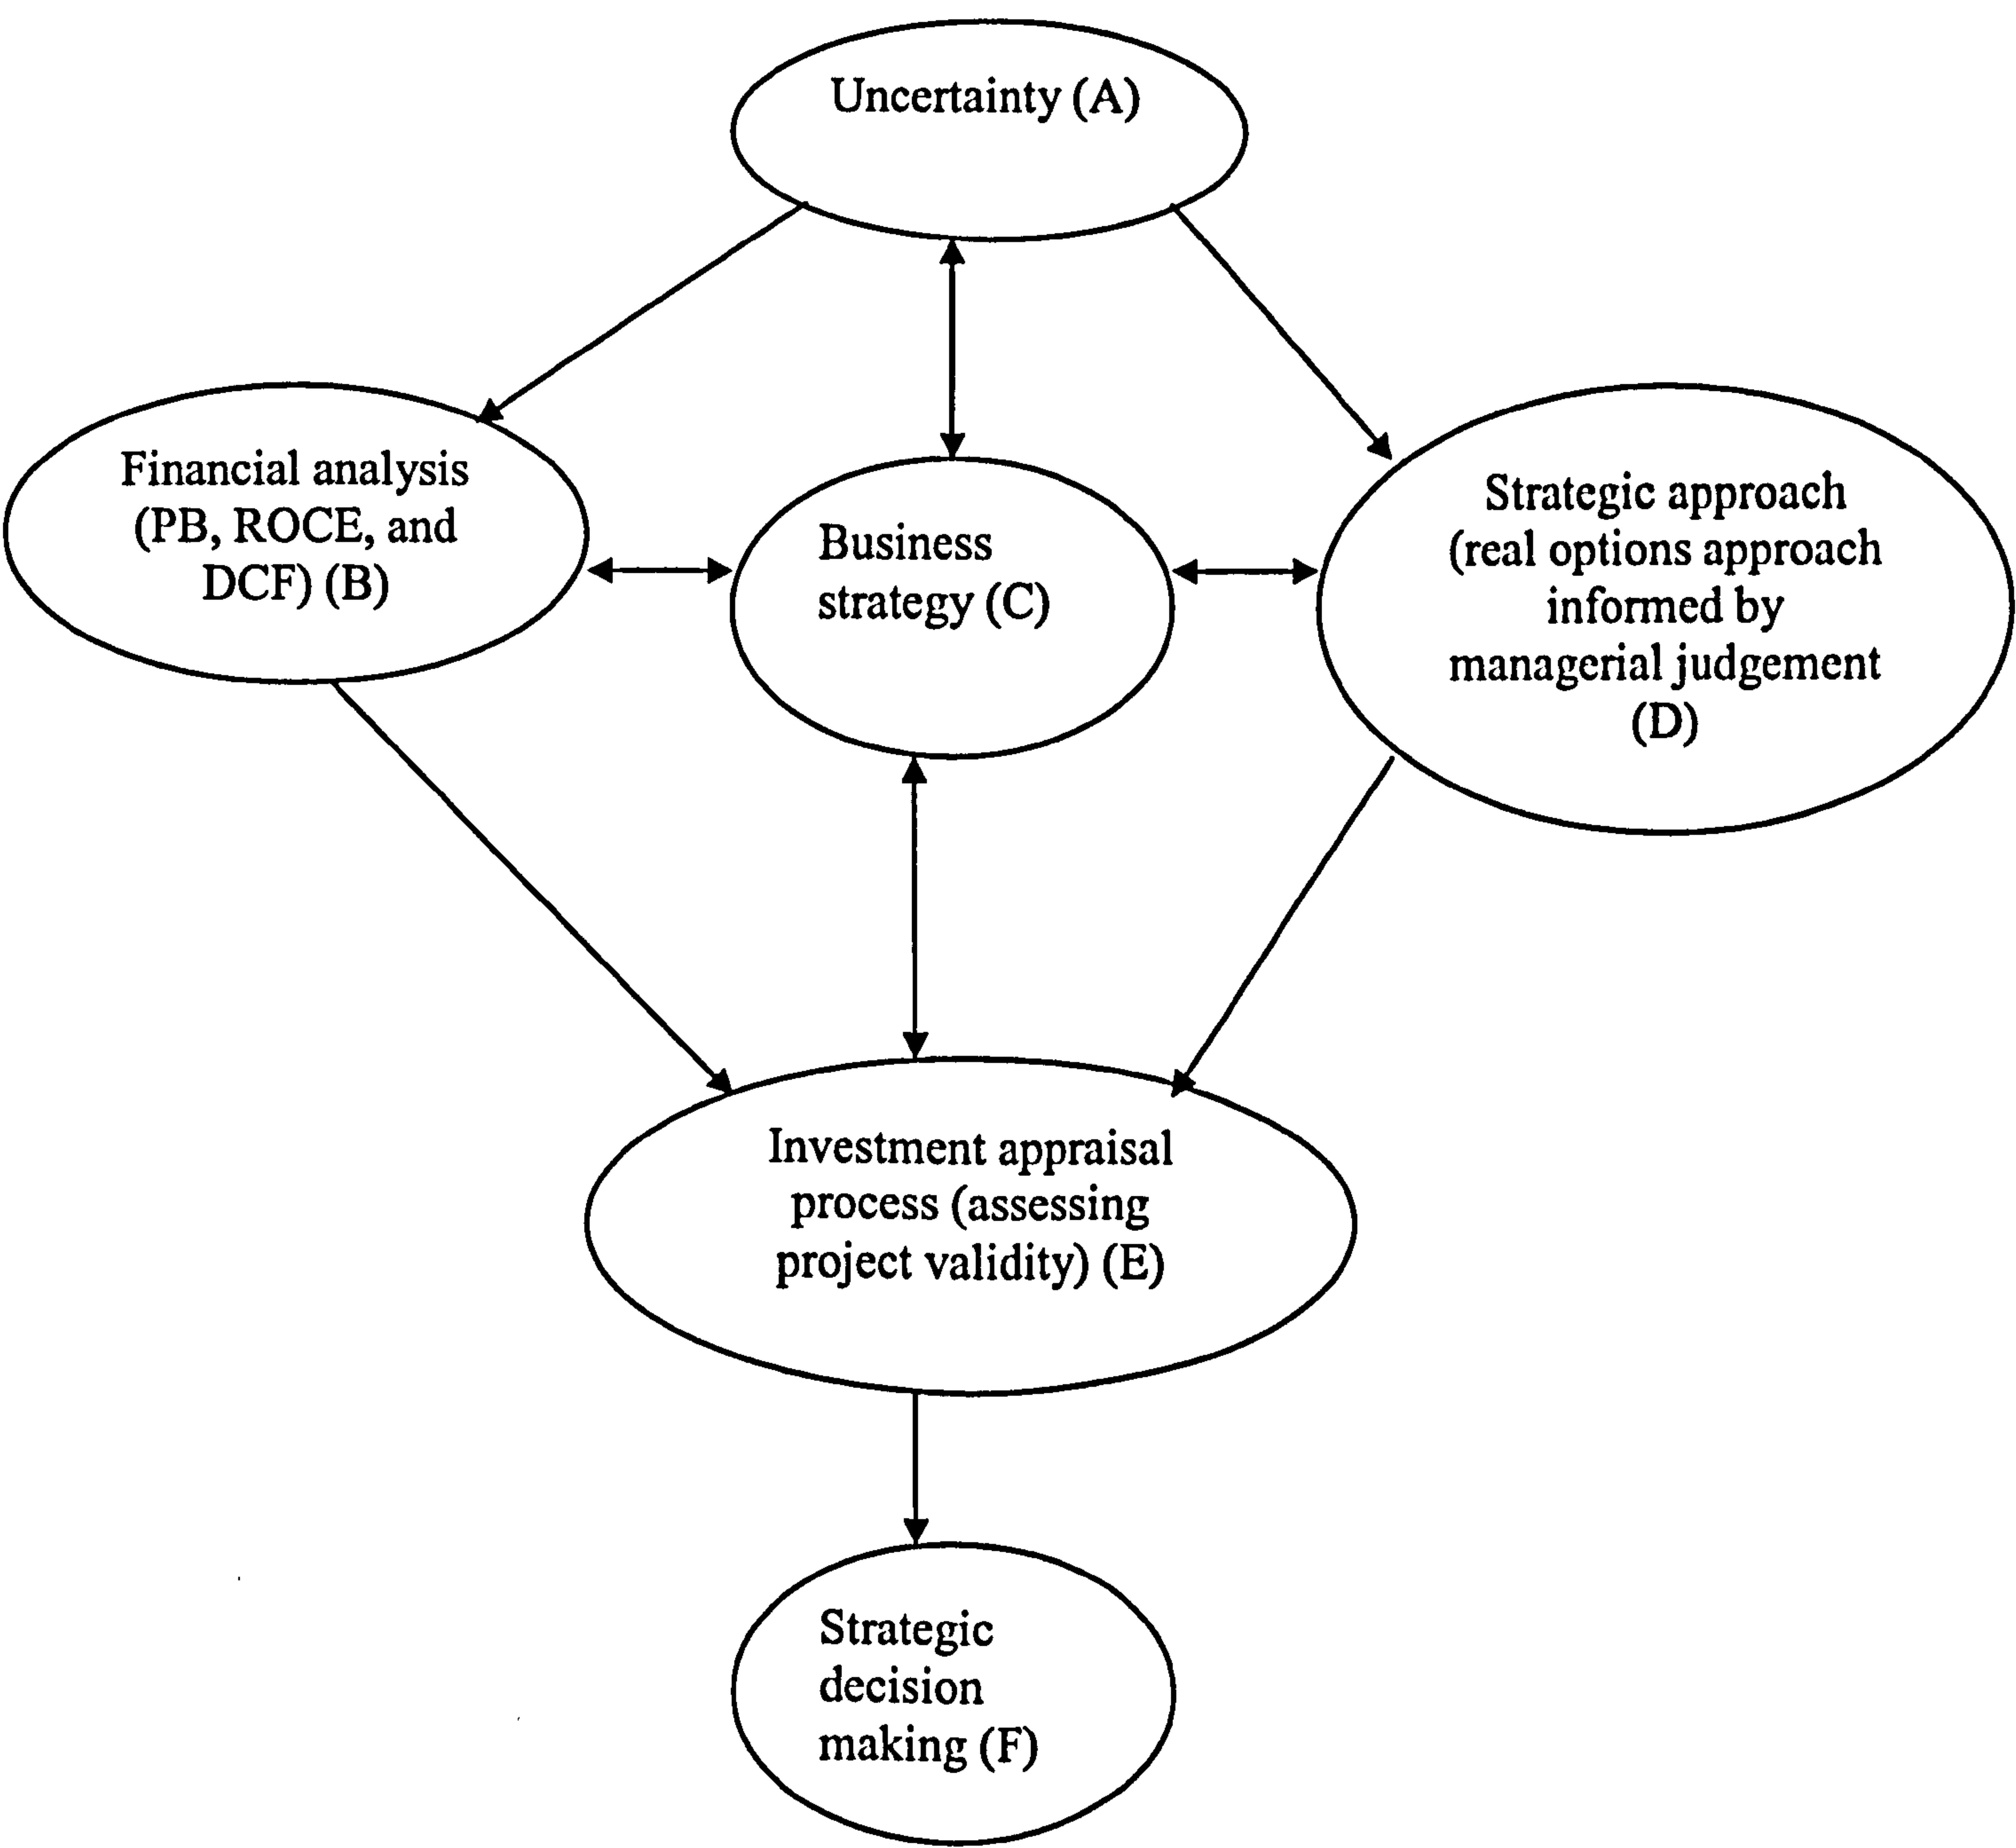 Uncertainty (A)
Financial analysis
(PB, ROCE, and
DCF) (B)
Business
strategy (C)
Strategic approach
(real options approach
informed by
managerial judgement
(D)
Investment appraisal
process (assessing
project validity) (E)
Strategic
decision
making (F)